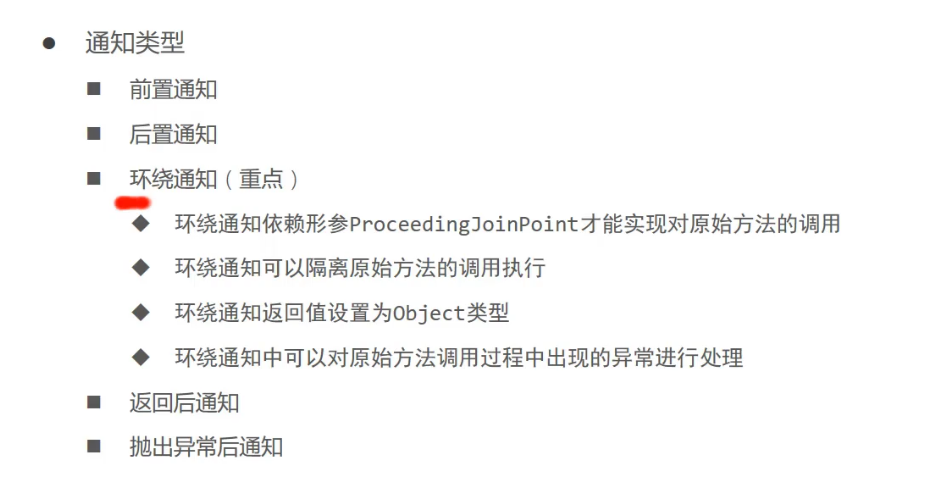 通知类型
前置通知
后置通知
环绕通知（重点）
环绕通知依赖形参ProceedingJoinPoint才能实现对原始方法的调用
环绕通知可以隔离原始方法的调用执行
环绕通知返回值设置为Object类型
环绕通知中可以对原始方法调用过程中出现的异常进行处理
返回后通知
抛出异常后通知